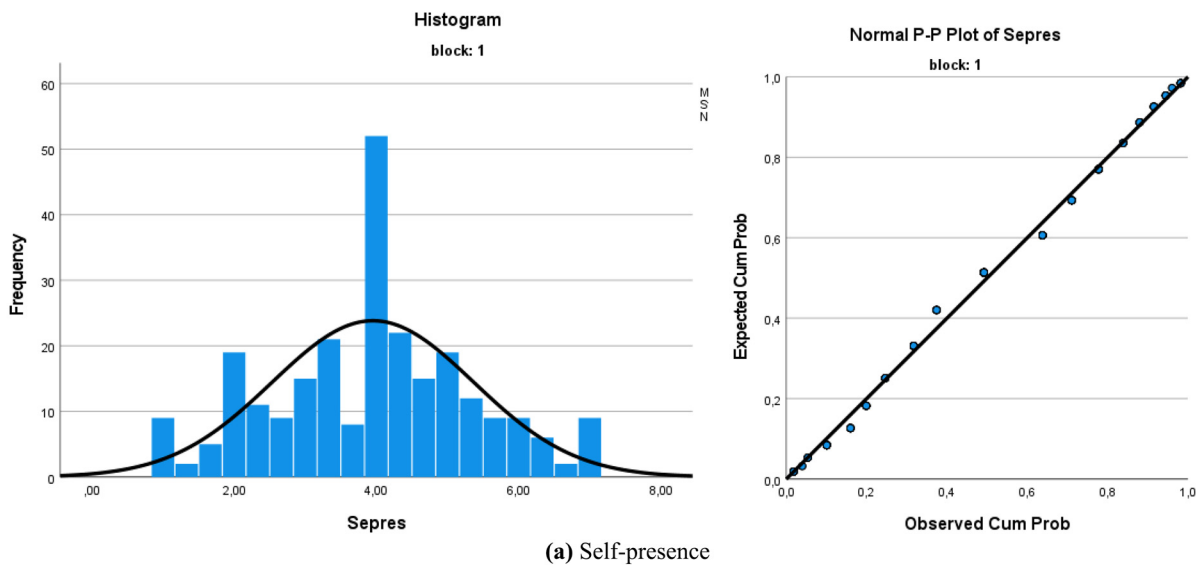 Histogram
block: 1
60
50
40
30
20
10
0
Frequency
,00
2,00
4,00
6,00
8,00
Sepres
M
S
N
Normal P-P Plot of Sepres
block: 1
1,0
0,8
0,6
0,4
0,2
0,0
Expected Cum Prob
0,0
0,2
0,4
0,6
0,8
1,0
Observed Cum Prob
(a) Self-presence